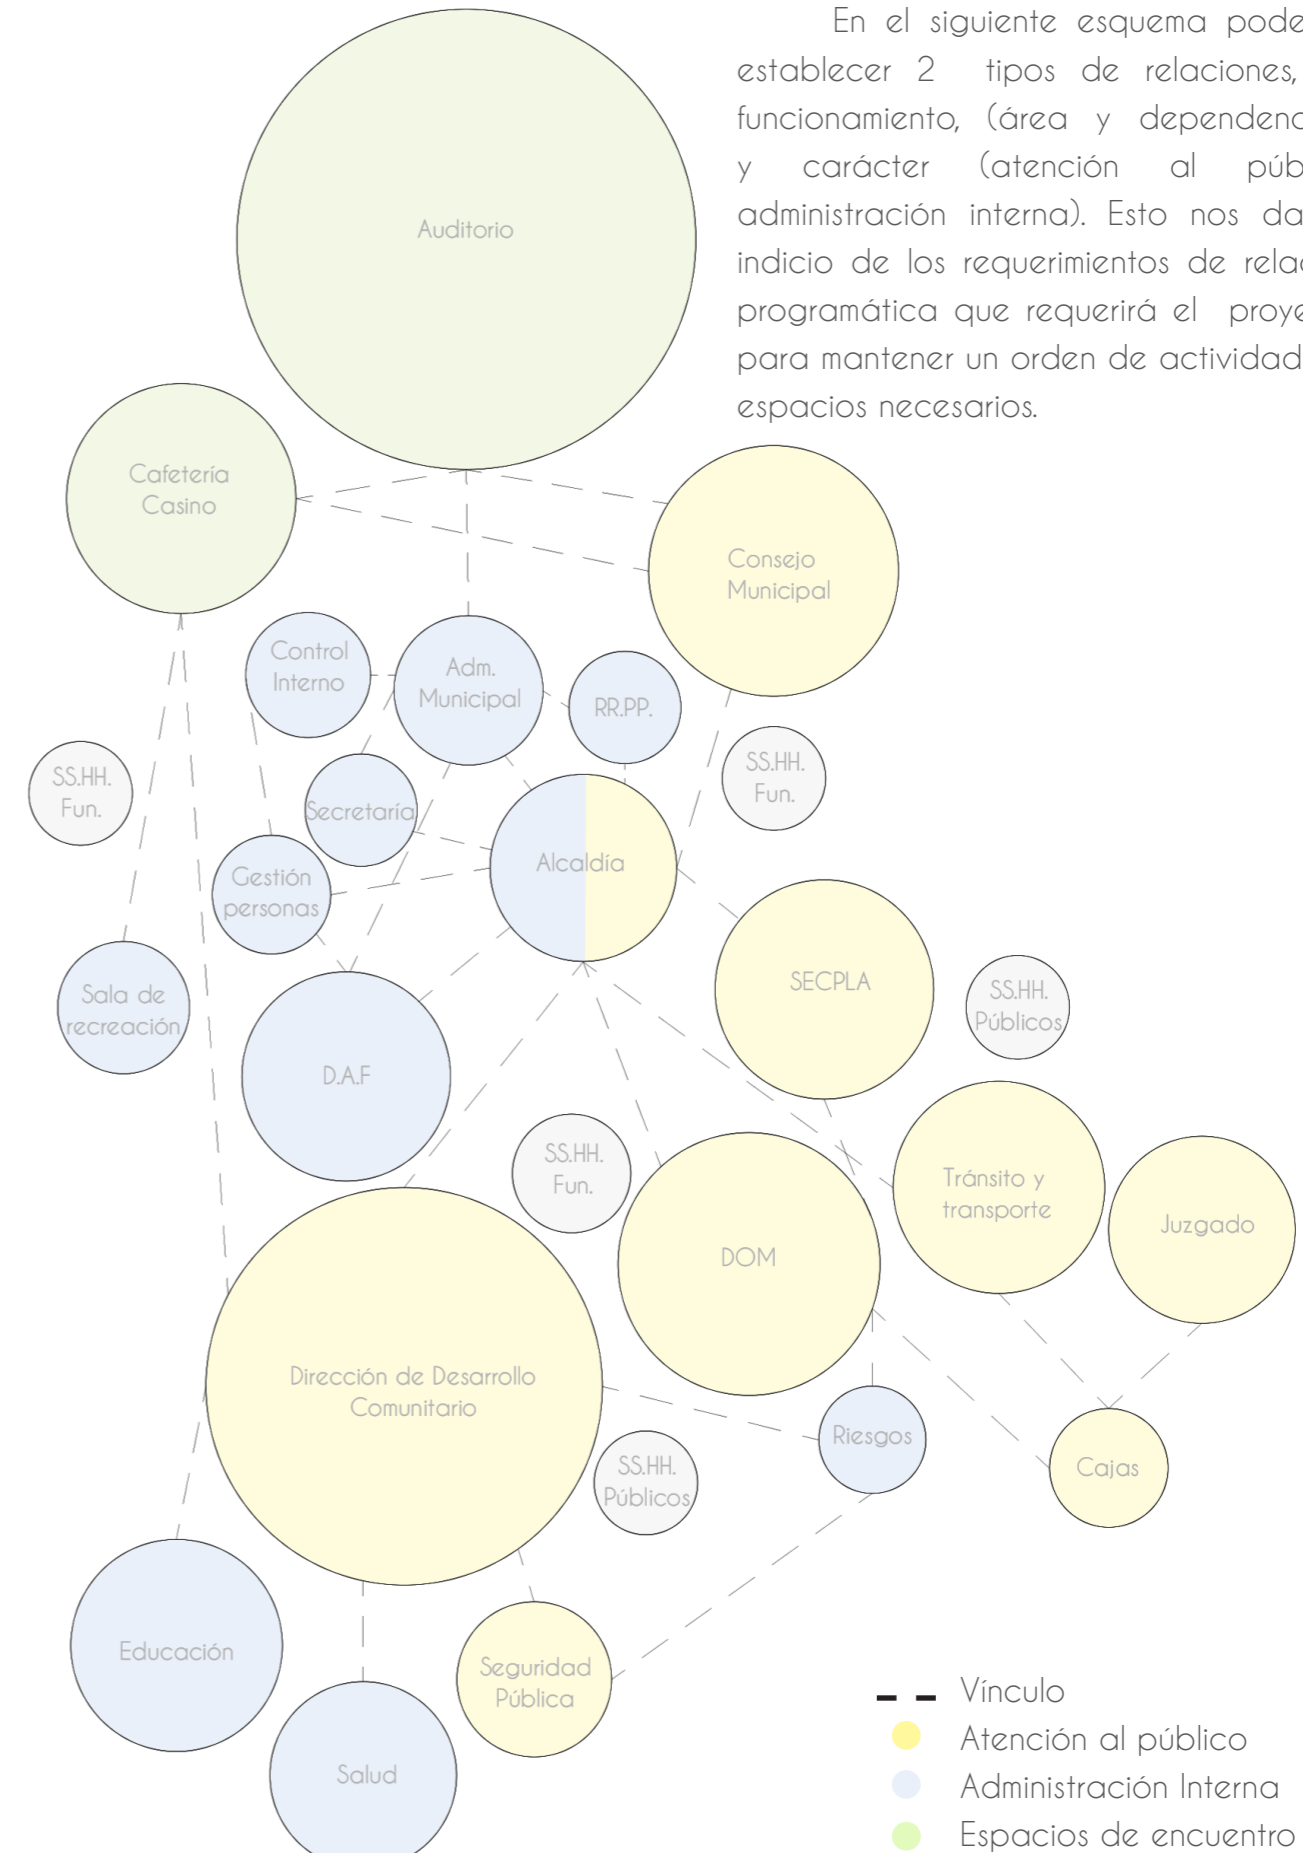 En el siguiente esquema pode
establecer 2 tipos de relaciones,
funcionamiento, (área y dependenc
y carácter (atención al púb
administración interna). Esto nos da
indicio de los requerimientos de relac
programática que requerirá el proye
para mantener un orden de actividad
espacios necesarios.
Auditorio
Cafetería
Casino
Consejo
Municipal
Control
Interno
Adm.
Municipal
RR.PP.
SS.HH.
Fun.
SS.HH.
Fun.
Secretaría
Alcaldía
Gestión
personas
SECPLA
Sala de
recreación
SS.HH.
Públicos
D.A.F
SS.HH.
Fun.
Tránsito y
transporte
Juzgado
DOM
Dirección de Desarrollo
Comunitario
Riesgos
Cajas
SS.HH.
Públicos
Educación
Seguridad
Pública
Salud
Vínculo
Atención al público
Administración Interna
Espacios de encuentro